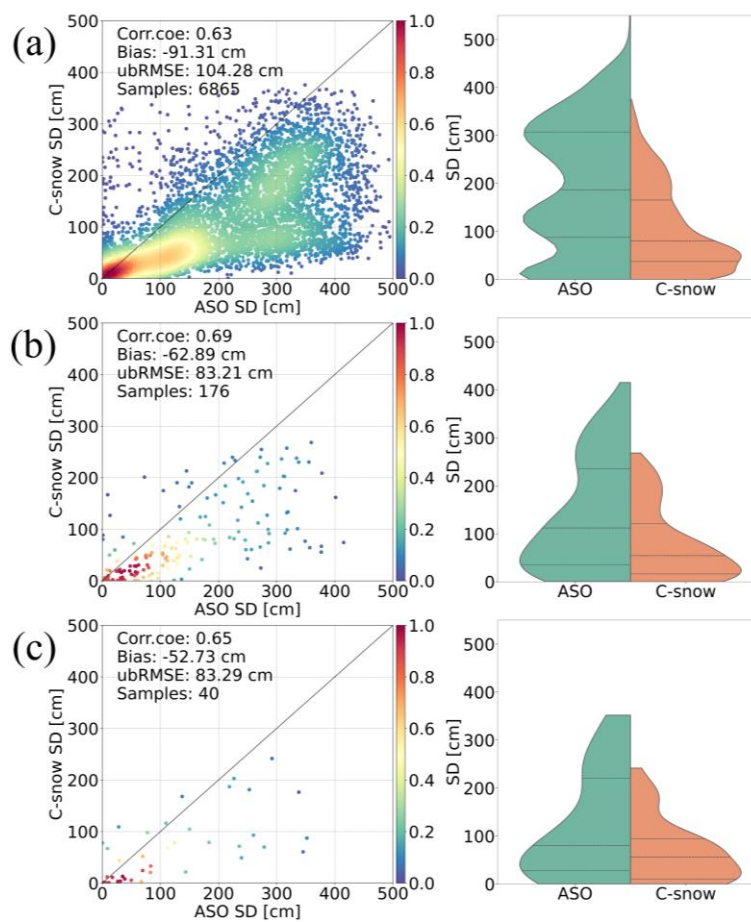 (a)
Corr.coe: 0.63
Bias: -91.31 cm
ubRMSE: 104.28 cm
Samples: 6865
C-snow SD [cm]
500
400
300
200
100
0
0 100 200 300 400 500
ASO SD [cm]
1.0
0.8
0.6
0.4
0.2
0.0
SD [cm]
500
400
300
200
100
0
ASO C-snow
(b)
Corr.coe: 0.69
Bias: -62.89 cm
ubRMSE: 83.21 cm
Samples: 176
C-snow SD [cm]
500
400
300
200
100
0
0 100 200 300 400 500
ASO SD [cm]
1.0
0.8
0.6
0.4
0.2
0.0
SD [cm]
500
400
300
200
100
0
ASO C-snow
(c)
Corr.coe: 0.65
Bias: -52.73 cm
ubRMSE: 83.29 cm
Samples: 40
C-snow SD [cm]
500
400
300
200
100
0
0 100 200 300 400 500
ASO SD [cm]
1.0
0.8
0.6
0.4
0.2
0.0
SD [cm]
500
400
300
200
100
0
ASO C-snow